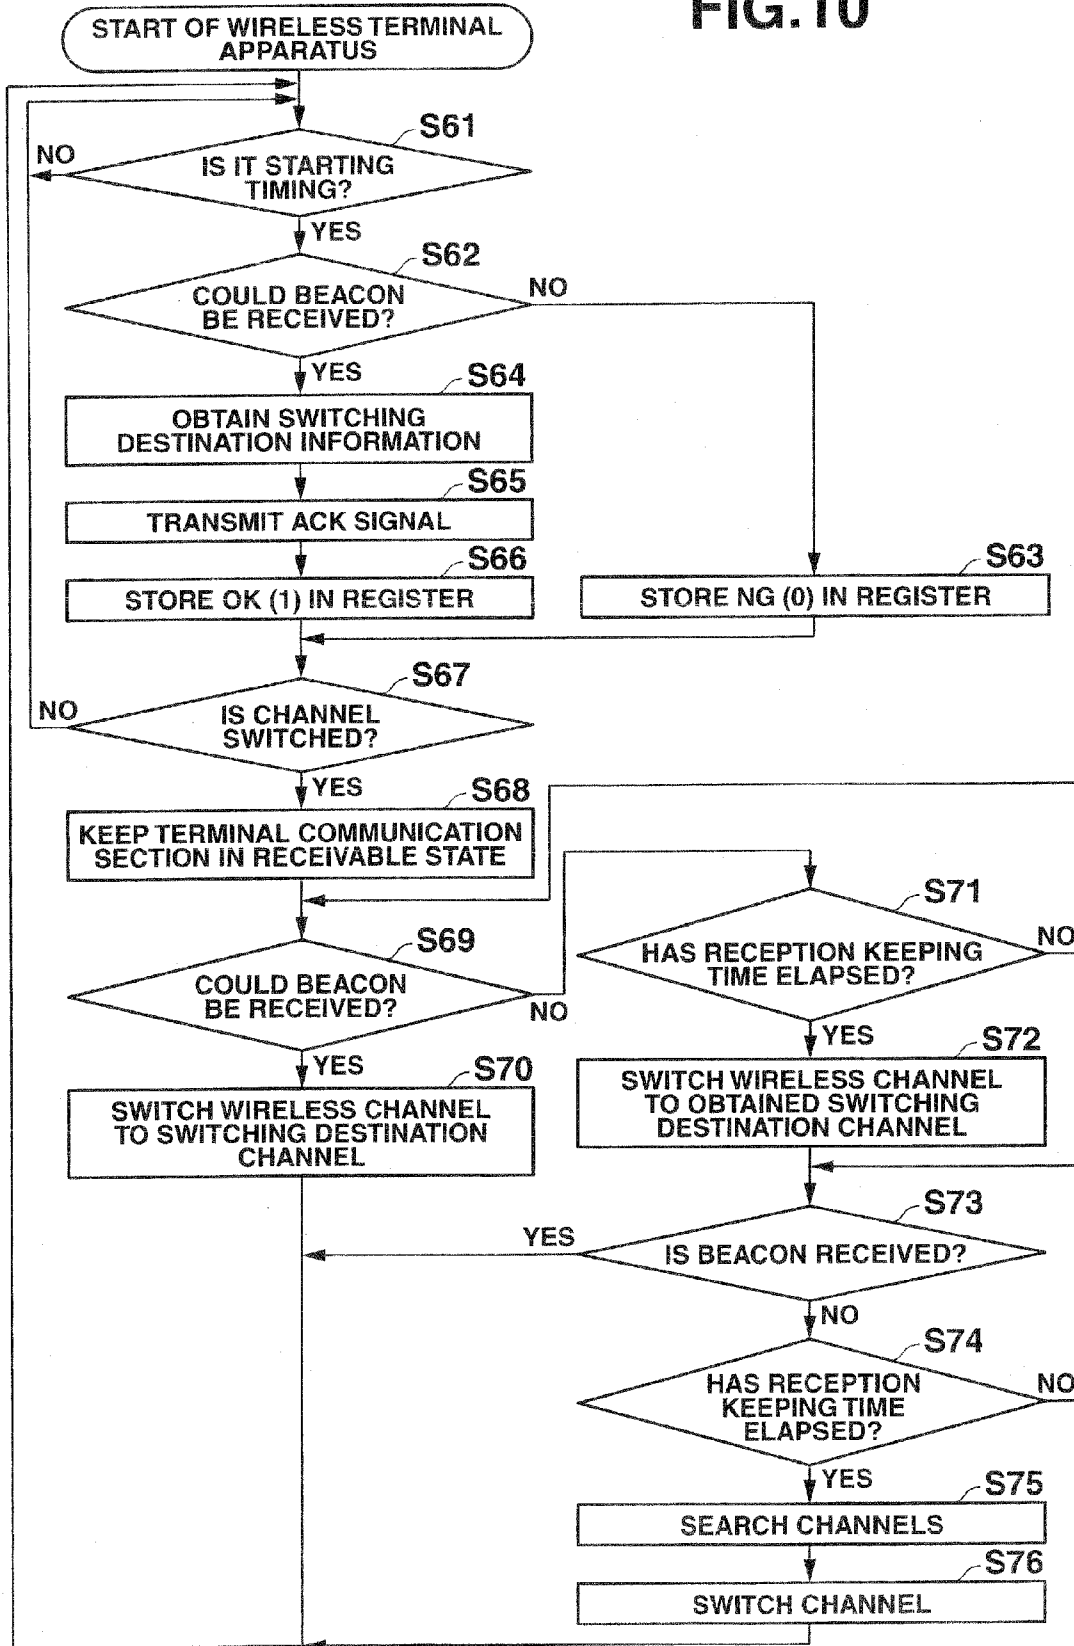 FIG.10
START OF WIRELESS TERMINAL
APPARATUS
S61
NO
IS IT STARTING
TIMING?
YES
S62
COULD BEACON
BE RECEIVED?
NO
YES
S64
OBTAIN SWITCHING
DESTINATION INFORMATION
S65
TRANSMIT ACK SIGNAL
S66
STORE OK (1) IN REGISTER
S63
STORE NG (0) IN REGISTER
S67
NO
IS CHANNEL
SWITCHED?
YES
S68
KEEP TERMINAL COMMUNICATION
SECTION IN RECEIVABLE STATE
S69
COULD BEACON
BE RECEIVED?
NO
YES
S70
SWITCH WIRELESS CHANNEL
TO SWITCHING DESTINATION
CHANNEL
S71
HAS RECEPTION KEEPING
TIME ELAPSED?
NO
YES
S72
SWITCH WIRELESS CHANNEL
TO OBTAINED SWITCHING
DESTINATION CHANNEL
S73
YES
IS BEACON RECEIVED?
NO
S74
HAS RECEPTION
KEEPING TIME
ELAPSED?
NO
YES
S75
SEARCH CHANNELS
S76
SWITCH CHANNEL